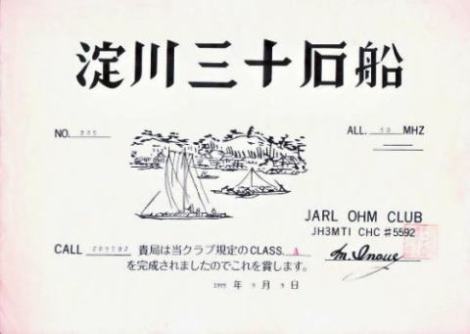 淀川三十石船
NO.
ALL. 50 MHZ
JARL OHM CLUB
JH3MTI CHC #5592
CALL 貴局は当クラブ規定のCLASS. A
を完成されましたのでこれを賞します。
M. Inoue
年 月 日